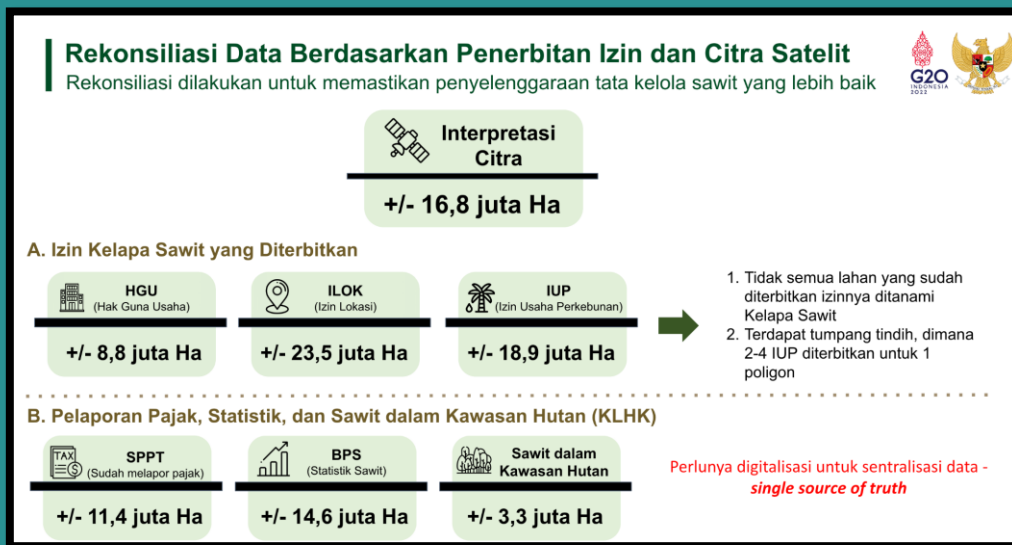 Rekonsiliasi Data Berdasarkan Penerbitan Izin dan Citra Satelit
Rekonsiliasi dilakukan untuk memastikan penyelenggaraan tata kelola sawit yang lebih baik
G20
INDONESIA
2022
Interpretasi
Citra
+/- 16,8 juta Ha
A. Izin Kelapa Sawit yang Diterbitkan
HGU
(Hak Guna Usaha)
+/- 8,8 juta Ha
ILOK
(Izin Lokasi)
+/- 23,5 juta Ha
IUP
(Izin Usaha Perkebunan)
+/- 18,9 juta Ha
1. Tidak semua lahan yang sudah
diterbitkan izinnya ditanami
Kelapa Sawit
2. Terdapat tumpang tindih, dimana
2-4 IUP diterbitkan untuk 1
poligon
B. Pelaporan Pajak, Statistik, dan Sawit dalam Kawasan Hutan (KLHK)
TAX
SPPT
(Sudah melapor pajak)
+/- 11,4 juta Ha
BPS
(Statistik Sawit)
+/- 14,6 juta Ha
Sawit dalam
Kawasan Hutan
+/- 3,3 juta Ha
Perlunya digitalisasi untuk sentralisasi data -
single source of truth